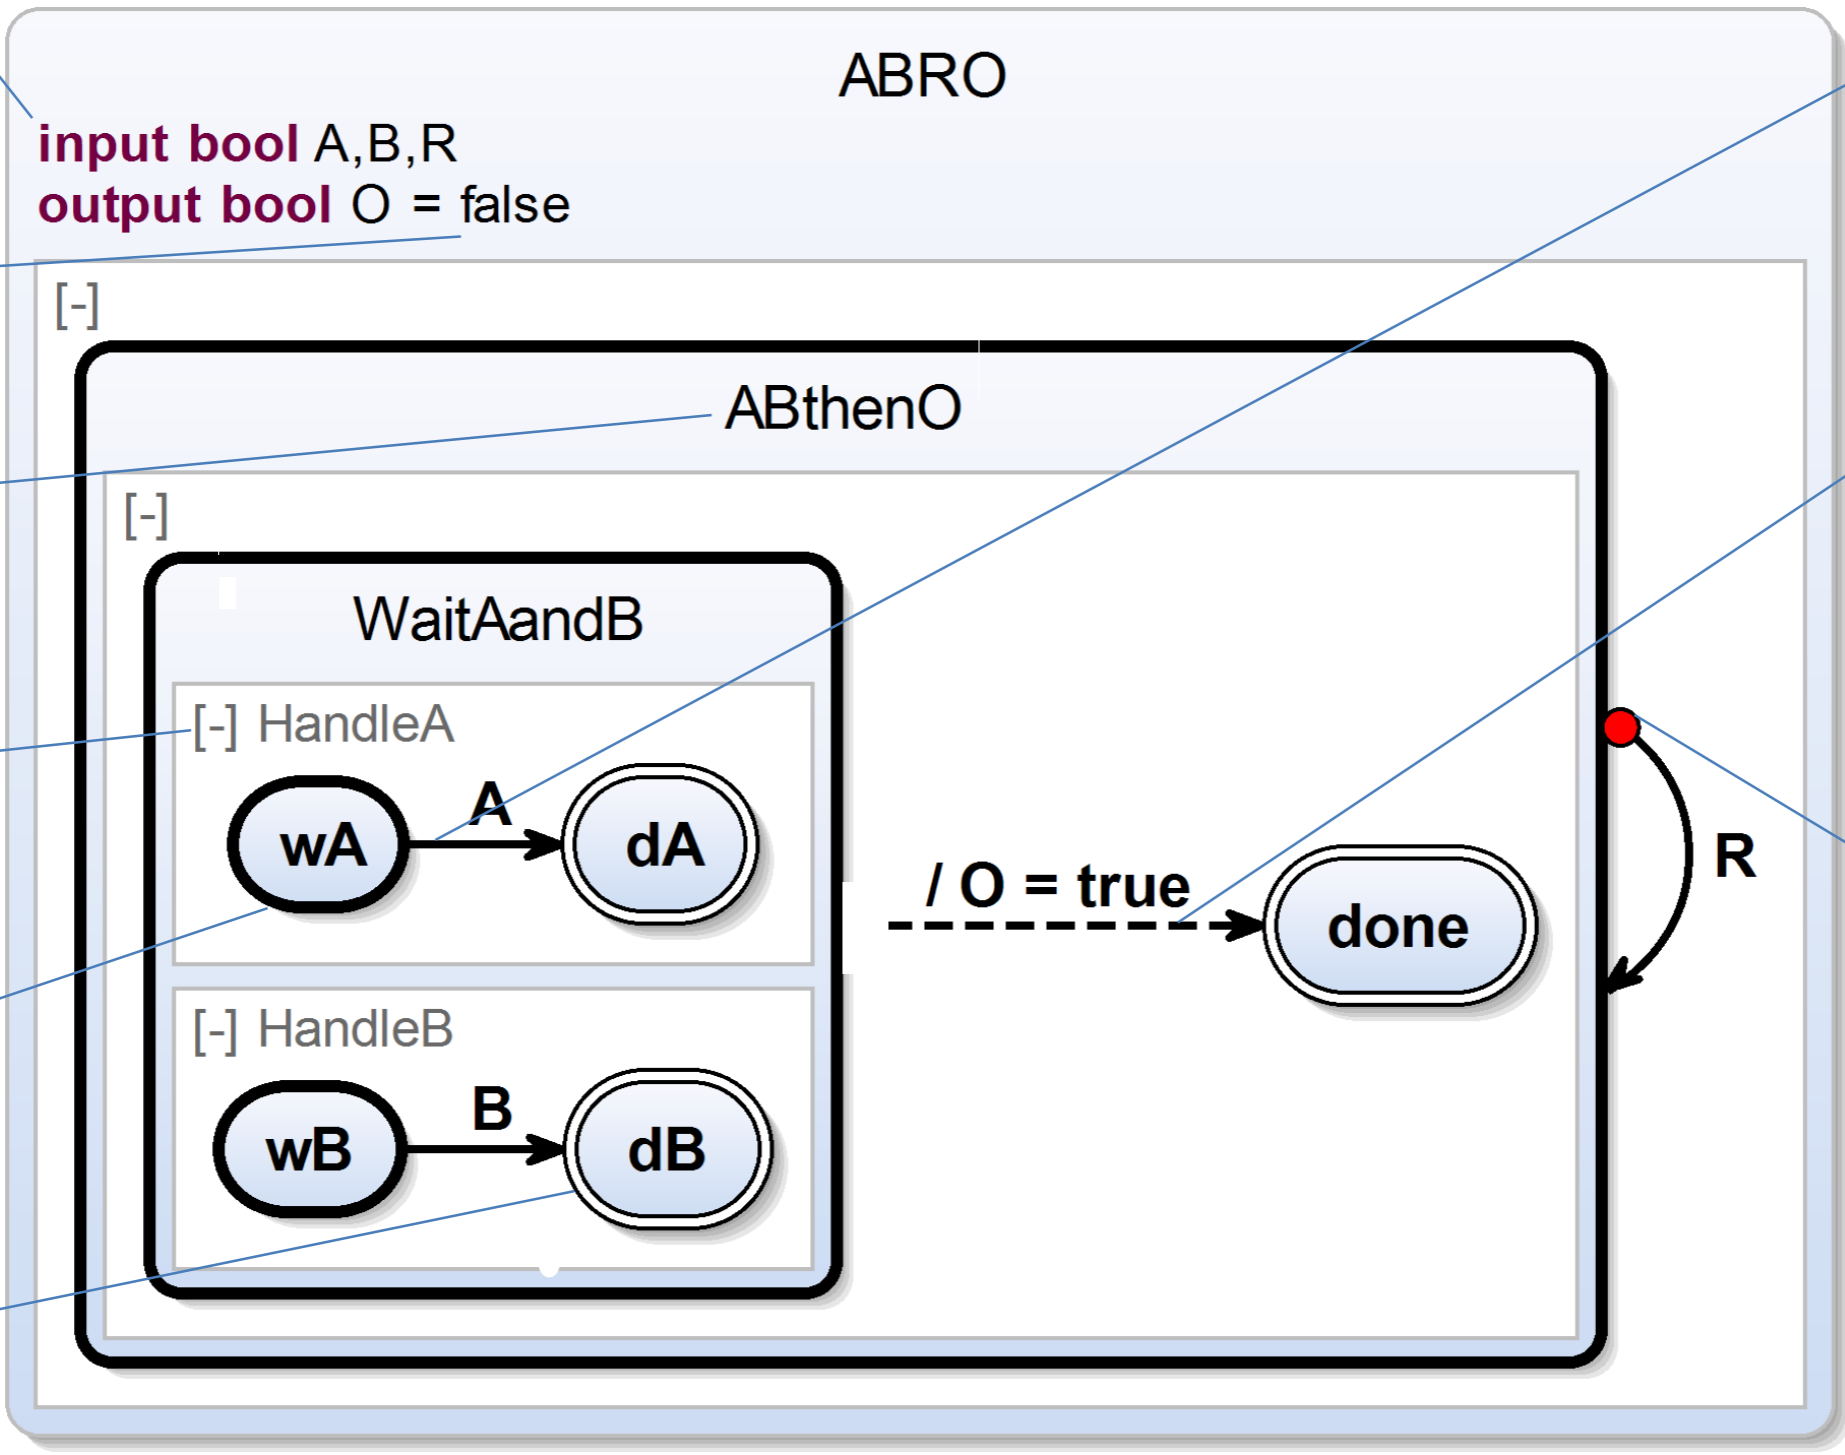 ABRO
input bool A,B,R
output bool O = false
[-]
ABthenO
[-]
WaitAandB
[-] HandleA
wA
A
dA
/ O = true
done
R
[-] HandleB
wB
B
dB